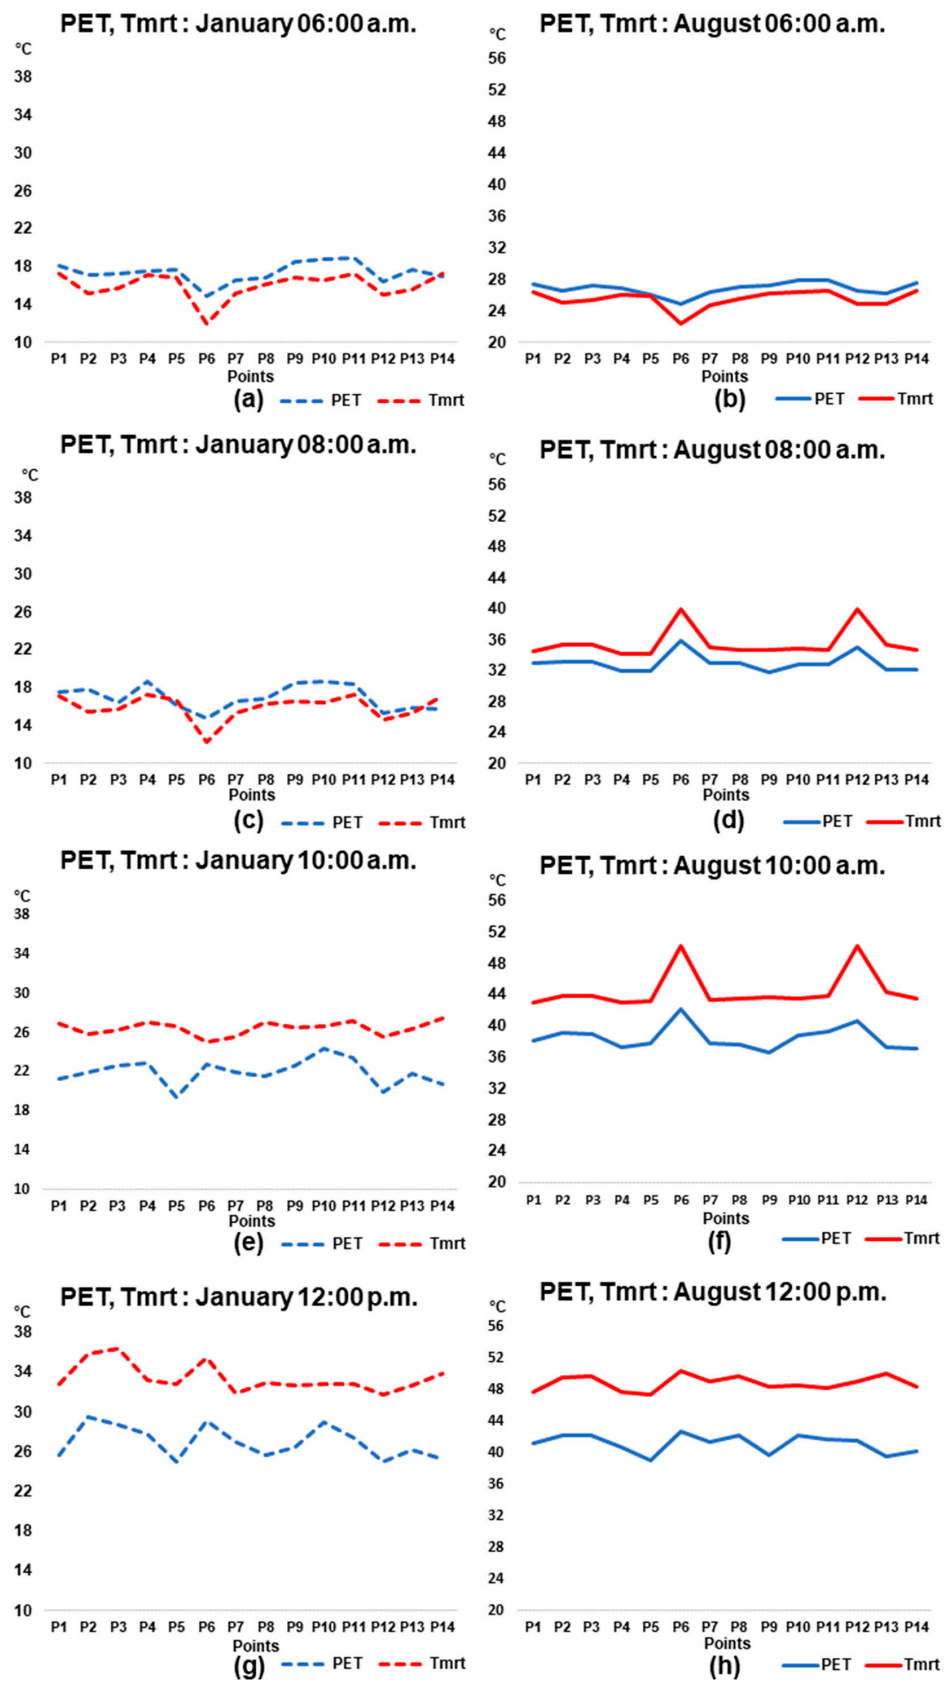 PET, Tmrt : January 06:00 a.m.
°C
38
34
30
26
22
18
14
10
P1 P2 P3 P4 P5 P6 P7 P8 P9 P10 P11 P12 P13 P14
Points
(a) PET Tmrt
PET, Tmrt : August 06:00 a.m.
°C
56
52
48
44
40
36
32
28
24
20
P1 P2 P3 P4 P5 P6 P7 P8 P9 P10 P11 P12 P13 P14
Points
(b) PET Tmrt
PET, Tmrt : January 08:00 a.m.
°C
38
34
30
26
22
18
14
10
P1 P2 P3 P4 P5 P6 P7 P8 P9 P10 P11 P12 P13 P14
Points
(c) PET Tmrt
PET, Tmrt : August 08:00 a.m.
°C
56
52
48
44
40
36
32
28
24
20
P1 P2 P3 P4 P5 P6 P7 P8 P9 P10 P11 P12 P13 P14
Points
(d) PET Tmrt
PET, Tmrt : January 10:00 a.m.
°C
38
34
30
26
22
18
14
10
P1 P2 P3 P4 P5 P6 P7 P8 P9 P10 P11 P12 P13 P14
Points
(e) PET Tmrt
PET, Tmrt : August 10:00 a.m.
°C
56
52
48
44
40
36
32
28
24
20
P1 P2 P3 P4 P5 P6 P7 P8 P9 P10 P11 P12 P13 P14
Points
(f) PET Tmrt
PET, Tmrt : January 12:00 p.m.
°C
38
34
30
26
22
18
14
10
P1 P2 P3 P4 P5 P6 P7 P8 P9 P10 P11 P12 P13 P14
Points
(g) PET Tmrt
PET, Tmrt : August 12:00 p.m.
°C
56
52
48
44
40
36
32
28
24
20
P1 P2 P3 P4 P5 P6 P7 P8 P9 P10 P11 P12 P13 P14
Points
(h) PET Tmrt